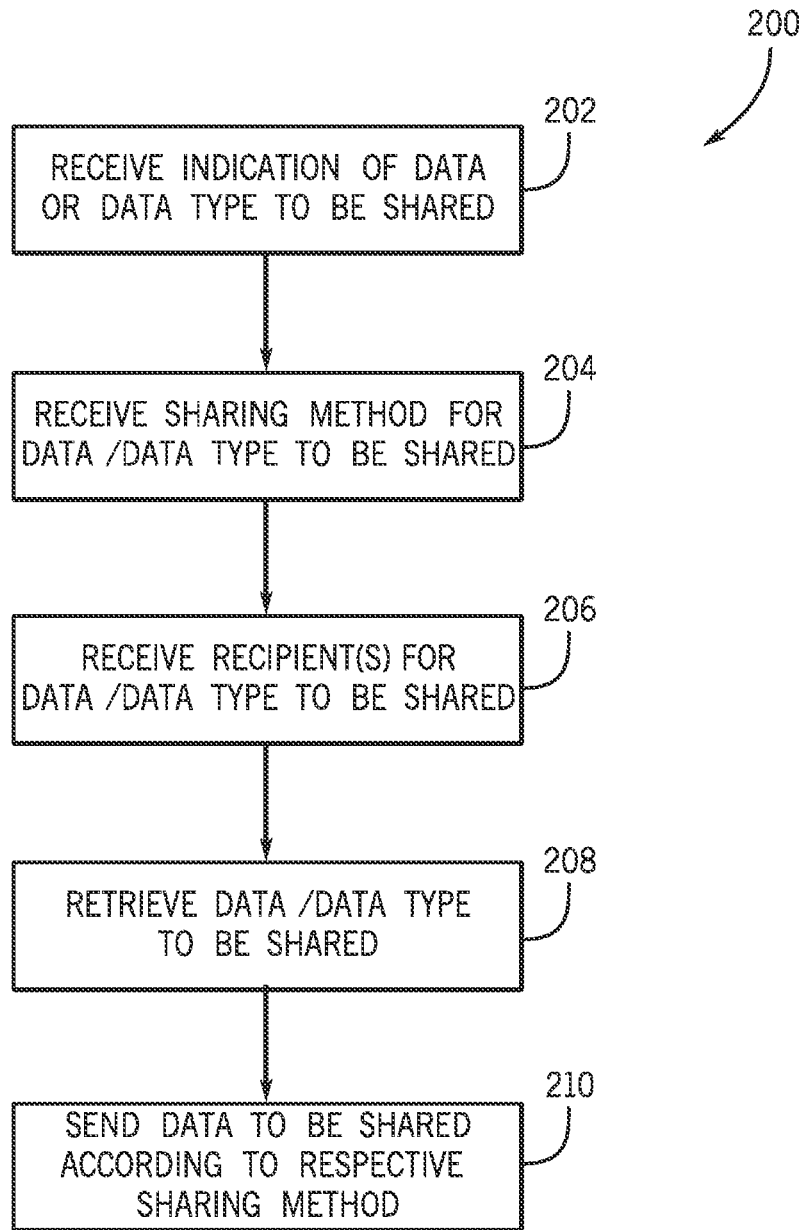 200
202
RECEIVE INDICATION OF DATA
OR DATA TYPE TO BE SHARED
204
RECEIVE SHARING METHOD FOR
DATA /DATA TYPE TO BE SHARED
206
RECEIVE RECIPIENT(S) FOR
DATA /DATA TYPE TO BE SHARED
208
RETRIEVE DATA /DATA TYPE
TO BE SHARED
210
SEND DATA TO BE SHARED
ACCORDING TO RESPECTIVE
SHARING METHOD